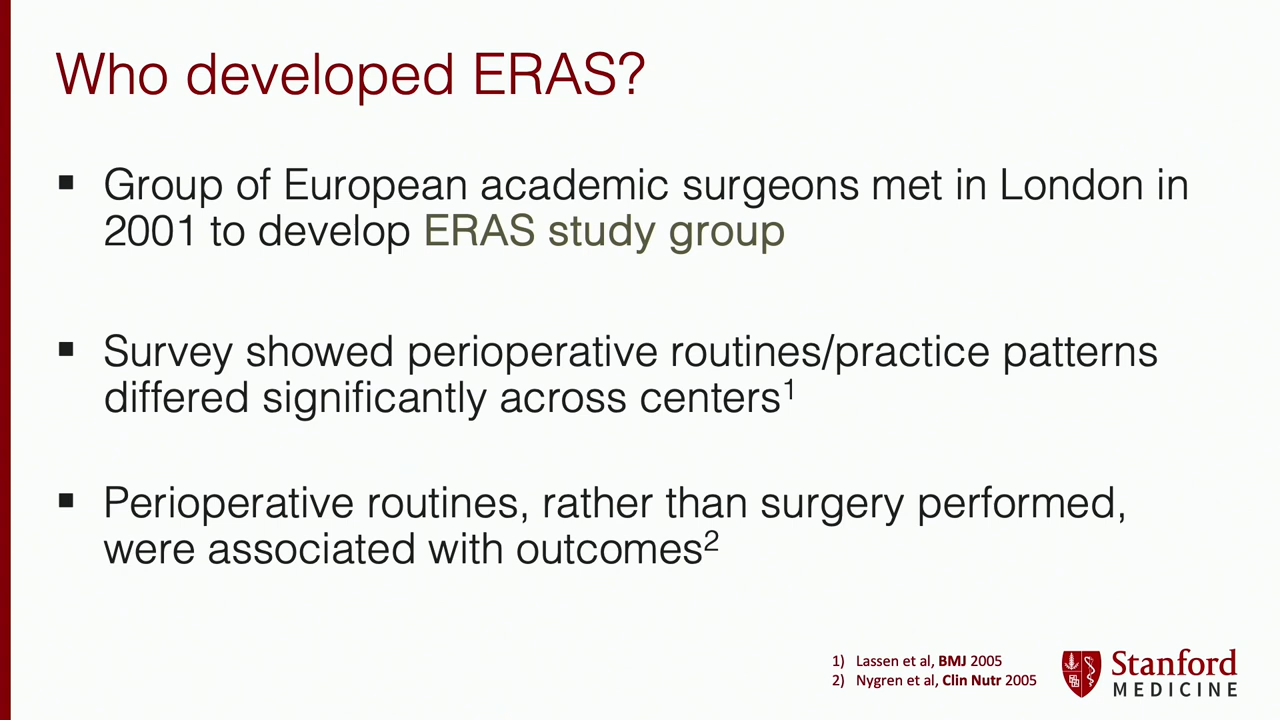 Who developed ERAS?
▪ Group of European academic surgeons met in London in
2001 to develop ERAS study group
▪ Survey showed perioperative routines/practice patterns
differed significantly across centers¹
▪ Perioperative routines, rather than surgery performed,
were associated with outcomes²
1) Lassen et al, BMJ 2005
2) Nygren et al, Clin Nutr 2005
Stanford
MEDICINE